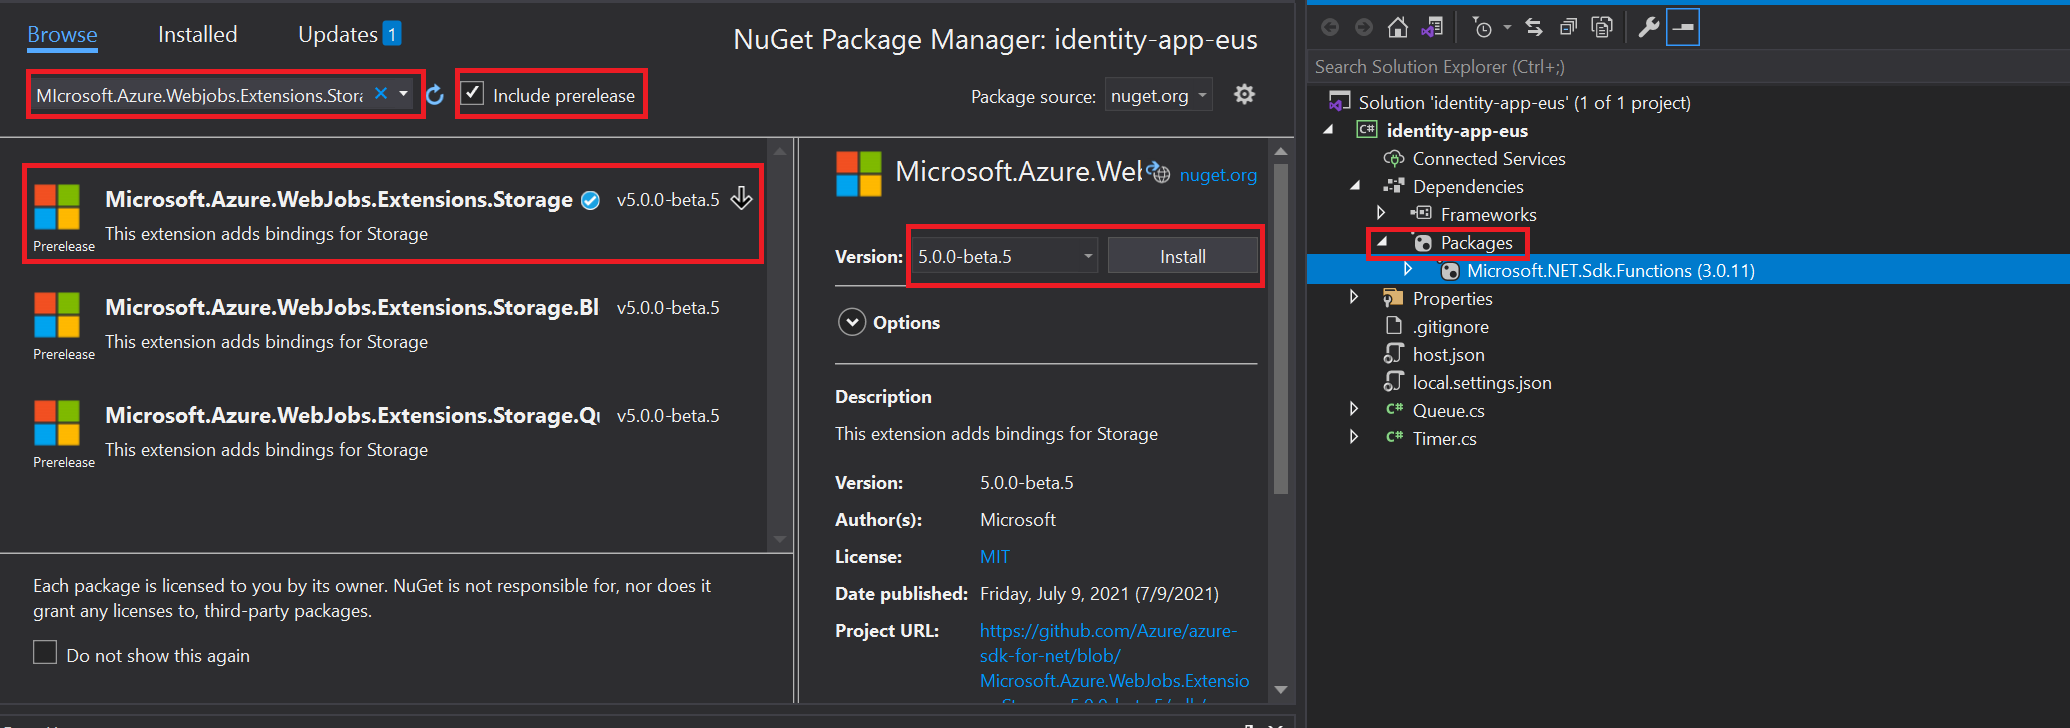 Browse
Installed
Updates 1
NuGet Package Manager: identity-app-eus
MIcrosoft.Azure.Webjobs.Extensions.Stora
Include prerelease
Package source: nuget.org
Microsoft.Azure.WebJobs.Extensions.Storage v5.0.0-beta.5
Prerelease
This extension adds bindings for Storage
Microsoft.Azure.WebJobs.Extensions.Storage.Bl v5.0.0-beta.5
Prerelease
This extension adds bindings for Storage
Microsoft.Azure.WebJobs.Extensions.Storage.Qu v5.0.0-beta.5
Prerelease
This extension adds bindings for Storage
Each package is licensed to you by its owner. NuGet is not responsible for, nor does it
grant any licenses to, third-party packages.
Do not show this again
Microsoft.Azure.Wel nuget.org
Version: 5.0.0-beta.5 Install
Options
Description
This extension adds bindings for Storage
Version: 5.0.0-beta.5
Author(s): Microsoft
License: MIT
Date published: Friday, July 9, 2021 (7/9/2021)
Project URL: https://github.com/Azure/azure-
sdk-for-net/blob/
Microsoft.Azure.WebJobs.Extensio
Search Solution Explorer (Ctrl+;)
Solution 'identity-app-eus' (1 of 1 project)
C# identity-app-eus
Connected Services
Dependencies
Frameworks
Packages
Microsoft.NET.Sdk.Functions (3.0.11)
Properties
.gitignore
host.json
local.settings.json
C# Queue.cs
C# Timer.cs